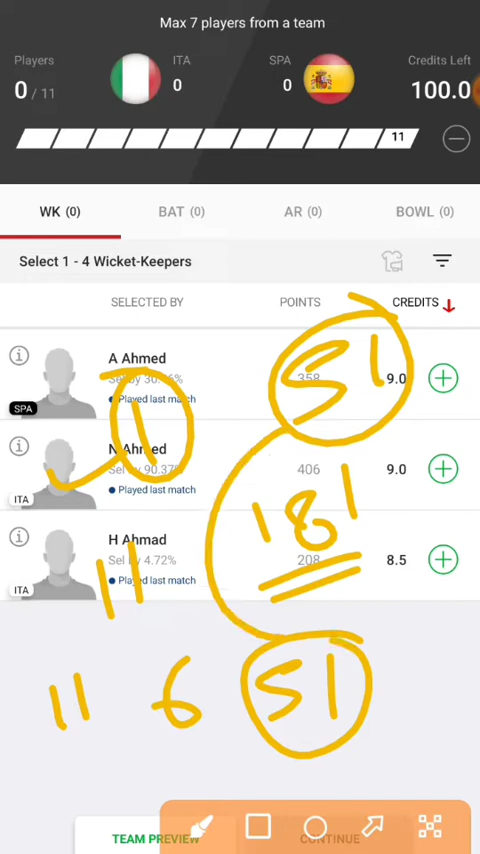 Max 7 players from a team
Players ITA SPA Credits Left
0 / 11 0 0 100.0
11
WK (0) BAT (0) AR (0) BOWL (0)
Select 1 - 4 Wicket-Keepers
SELECTED BY POINTS CREDITS
A Ahmed
358 9.0
SPA Played last match
51
1
N Ahmed
Sel by 90.37% 406 9.0
ITA Played last match
181
H Ahmad
Sel by 4.72% 208 8.5
ITA Played last match
11
11 6 51
TEAM PREVIEW CONTINUE